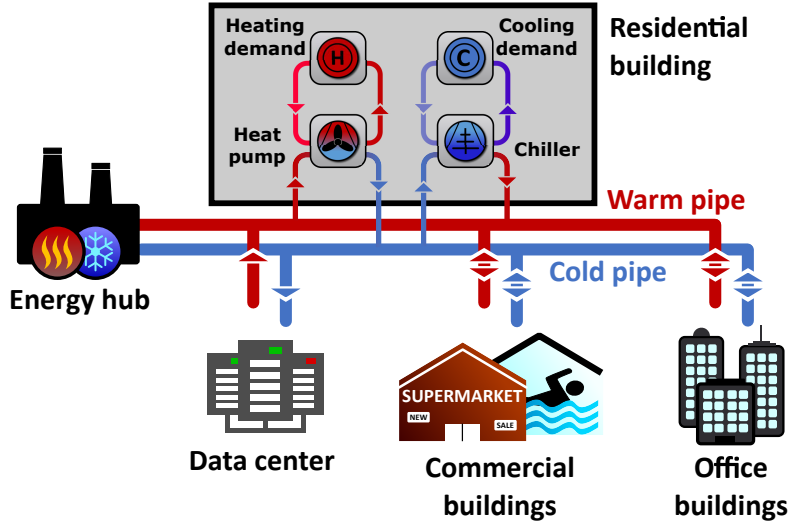 Heating
demand
H
Cooling
demand
C
Residential
building
Heat
pump
Chiller
Warm pipe
Cold pipe
Energy hub
SUPERMARKET
NEW
SALE
Data center
Commercial
buildings
Office
buildings